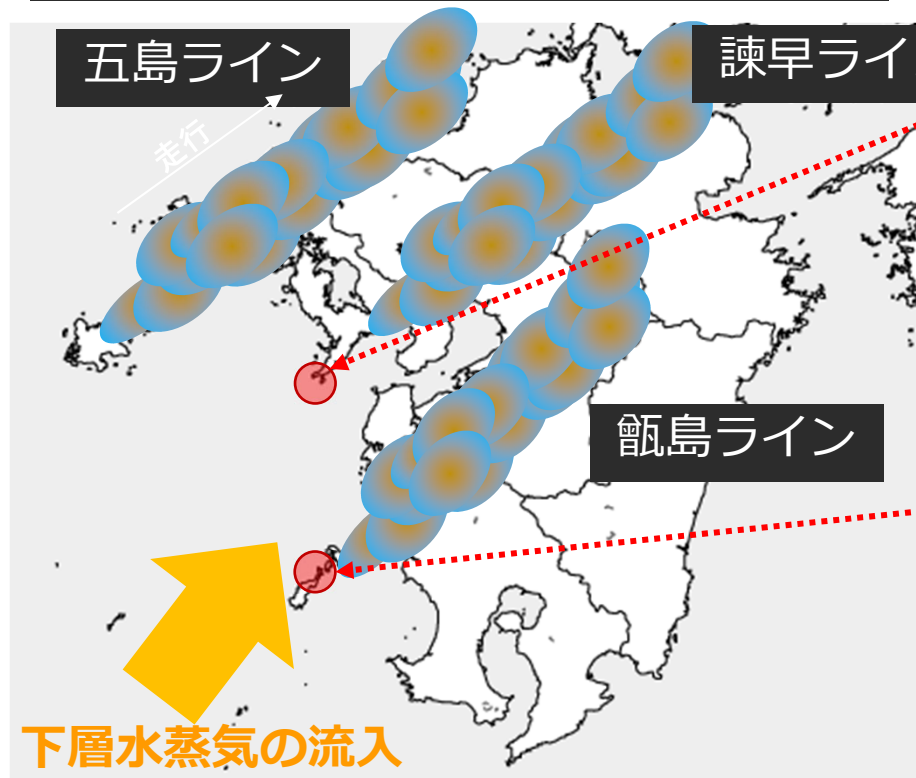 五島ライン
諫早ライ
走行
甑島ライン
下層水蒸気の流入